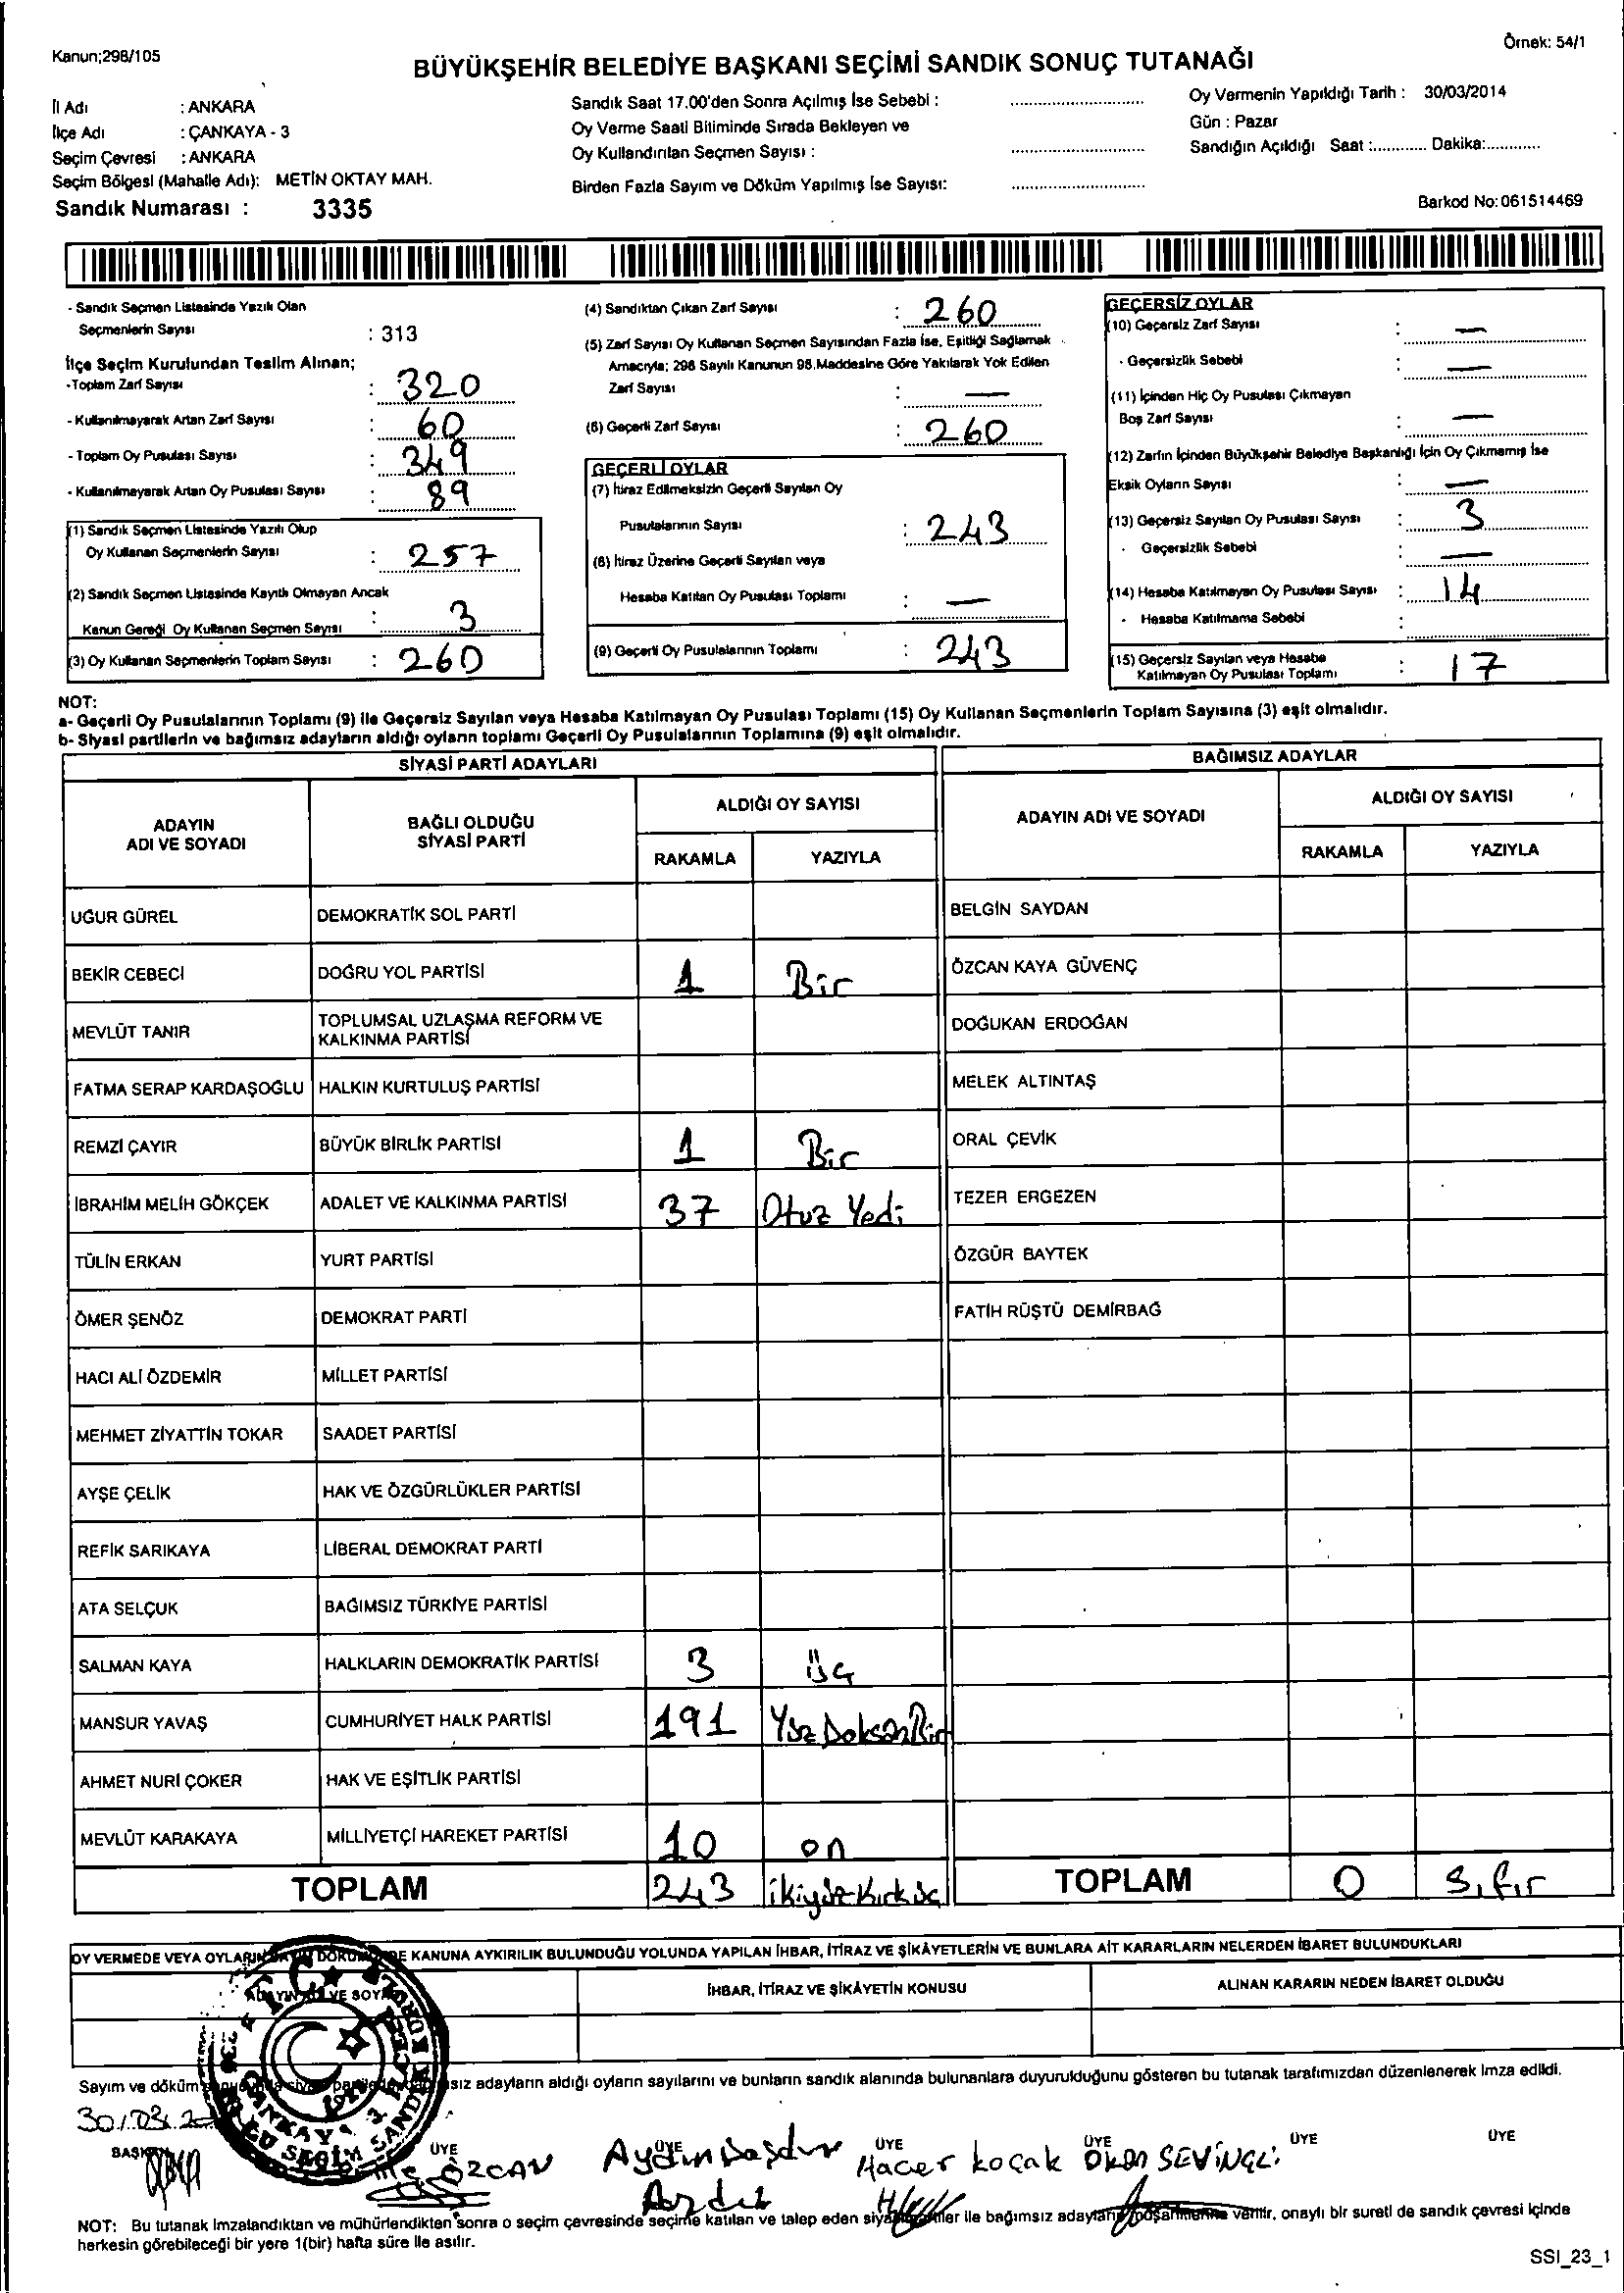 Kanun;298/105
Örnek: 54/1
BÜYÜKŞEHİR BELEDİYE BAŞKANI SEÇİMİ SANDIK SONUÇ TUTANAĞI
İl Adı : ANKARA
İlçe Adı : ÇANKAYA - 3
Seçim Çevresi : ANKARA
Seçim Bölgesi (Mahalle Adı): METİN OKTAY MAH.
Sandık Numarası : 3335
Sandık Saat 17.00'den Sonra Açılmış İse Sebebi :
Oy Verme Saati Bitiminde Sırada Bekleyen ve
Oy Kullandırılan Seçmen Sayısı :
Birden Fazla Sayım ve Döküm Yapılmış İse Sayısı:
Oy Vermenin Yapıldığı Tarih : 30/03/2014
Gün : Pazar
Sandığın Açıldığı Saat :............ Dakika:............
Barkod No:061514469
- Sandık Seçmen Listesinde Yazılı Olan
Seçmenlerin Sayısı : 313
İlçe Seçim Kurulundan Teslim Alınan;
-Toplam Zarf Sayısı : 320
- Kullanılmayarak Artan Zarf Sayısı : 60
- Toplam Oy Pusulası Sayısı : 349
- Kullanılmayarak Artan Oy Pusulası Sayısı : 89
(1) Sandık Seçmen Listesinde Yazılı Olup
Oy Kullanan Seçmenlerin Sayısı : 257
(2) Sandık Seçmen Listesinde Kayıtlı Olmayan Ancak
Kanun Gereği Oy Kullanan Seçmen Sayısı : 3
(3) Oy Kullanan Seçmenlerin Toplam Sayısı : 260
(4) Sandıktan Çıkan Zarf Sayısı : 260
(5) Zarf Sayısı Oy Kullanan Seçmen Sayısından Fazla İse, Eşitliği Sağlamak
Amacıyla; 298 Sayılı Kanunun 98.Maddesine Göre Yakılarak Yok Edilen
Zarf Sayısı : —
(6) Geçerli Zarf Sayısı : 260
GEÇERLİ OYLAR
(7) İtiraz Edilmeksizin Geçerli Sayılan Oy
Pusulalarının Sayısı : 243
(8) İtiraz Üzerine Geçerli Sayılan veya
Hesaba Katılan Oy Pusulası Toplamı : —
(9) Geçerli Oy Pusulalarının Toplamı : 243
GEÇERSİZ OYLAR
(10) Geçersiz Zarf Sayısı : —
- Geçersizlik Sebebi : —
(11) İçinden Hiç Oy Pusulası Çıkmayan
Boş Zarf Sayısı : —
(12) Zarfın İçinden Büyükşehir Belediye Başkanlığı İçin Oy Çıkmamış İse
Eksik Oyların Sayısı : —
(13) Geçersiz Sayılan Oy Pusulası Sayısı : 3
- Geçersizlik Sebebi : —
(14) Hesaba Katılmayan Oy Pusulası Sayısı : 14
- Hesaba Katılmama Sebebi :
(15) Geçersiz Sayılan veya Hesaba
Katılmayan Oy Pusulası Toplamı : 17
NOT:
a- Geçerli Oy Pusulalarının Toplamı (9) ile Geçersiz Sayılan veya Hesaba Katılmayan Oy Pusulası Toplamı (15) Oy Kullanan Seçmenlerin Toplam Sayısına (3) eşit olmalıdır.
b- Siyasi partilerin ve bağımsız adayların aldığı oyların toplamı Geçerli Oy Pusulalarının Toplamına (9) eşit olmalıdır.
SİYASİ PARTİ ADAYLARI
BAĞIMSIZ ADAYLAR
ADAYIN
ADI VE SOYADI
BAĞLI OLDUĞU
SİYASİ PARTİ
ALDIĞI OY SAYISI
RAKAMLA YAZIYLA
ADAYIN ADI VE SOYADI
ALDIĞI OY SAYISI
RAKAMLA YAZIYLA
UĞUR GÜREL DEMOKRATİK SOL PARTİ BELGİN SAYDAN
BEKİR CEBECİ DOĞRU YOL PARTİSİ 1 Bir ÖZCAN KAYA GÜVENÇ
MEVLÜT TANIR TOPLUMSAL UZLAŞMA REFORM VE
KALKINMA PARTİSİ DOĞUKAN ERDOĞAN
FATMA SERAP KARDAŞOĞLU HALKIN KURTULUŞ PARTİSİ MELEK ALTINTAŞ
REMZİ ÇAYIR BÜYÜK BİRLİK PARTİSİ 1 Bir ORAL ÇEVİK
İBRAHİM MELİH GÖKÇEK ADALET VE KALKINMA PARTİSİ 37 Otuz Yedi TEZER ERGEZEN
TÜLİN ERKAN YURT PARTİSİ ÖZGÜR BAYTEK
ÖMER ŞENÖZ DEMOKRAT PARTİ FATİH RÜŞTÜ DEMİRBAĞ
HACI ALİ ÖZDEMİR MİLLET PARTİSİ
MEHMET ZİYATTİN TOKAR SAADET PARTİSİ
AYŞE ÇELİK HAK VE ÖZGÜRLÜKLER PARTİSİ
REFİK SARIKAYA LİBERAL DEMOKRAT PARTİ
ATA SELÇUK BAĞIMSIZ TÜRKİYE PARTİSİ
SALMAN KAYA HALKLARIN DEMOKRATİK PARTİSİ 3 üç
MANSUR YAVAŞ CUMHURİYET HALK PARTİSİ 191 Yüz Doksan Bir
AHMET NURİ ÇOKER HAK VE EŞİTLİK PARTİSİ
MEVLÜT KARAKAYA MİLLİYETÇİ HAREKET PARTİSİ 10 on
TOPLAM 243 ikiyüz Kırk üç TOPLAM 0 Sıfır
OY VERMEDE VEYA OYLARIN SAYIM DÖKÜMÜNDE KANUNA AYKIRILIK BULUNDUĞU YOLUNDA YAPILAN İHBAR, İTİRAZ VE ŞİKÂYETLERİN VE BUNLARA AİT KARARLARIN NELERDEN İBARET BULUNDUKLARI
ADAYIN ADI VE SOYADI İHBAR, İTİRAZ VE ŞİKÂYETİN KONUSU ALINAN KARARIN NEDEN İBARET OLDUĞU
Sayım ve döküm adayların aldığı oyların sayılarını ve bunların sandık alanında bulunanlara duyurulduğunu gösteren bu tutanak tarafımızdan düzenlenerek imza edildi.
30/03/2
BAŞKAN ÜYE ÜYE ÜYE ÜYE ÜYE ÜYE
ÖZCAN Aydın Hacer koçak Okan SEVİNÇLİ
T.C. ÇANKAYA 3. İLÇE SEÇİM SANDIK KURULU
NOT: Bu tutanak imzalandıktan ve mühürlendikten sonra o seçim çevresinde seçime katılan ve talep eden siyasi partiler ile bağımsız adayların verilir, onaylı bir sureti de sandık çevresi içinde
herkesin görebileceği bir yere 1(bir) hafta süre ile asılır.
SSI_23_1